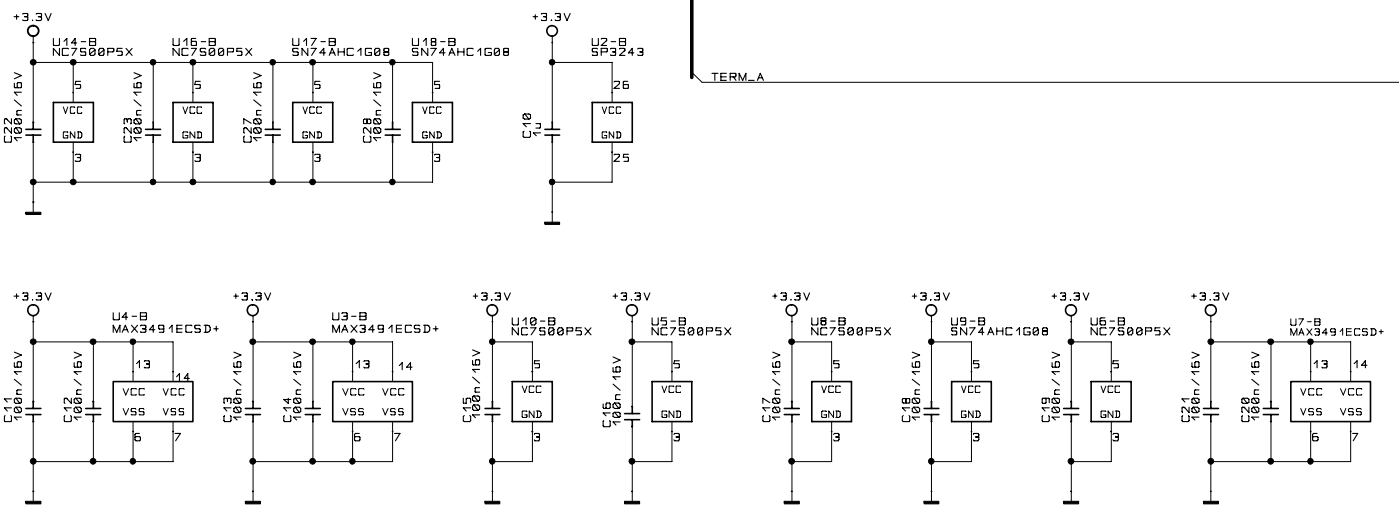 +3.3V
U14-B
NC7S00P5X
C22
100n/16V
5
VCC
GND
3
U16-B
NC7S00P5X
C23
100n/16V
5
VCC
GND
3
U17-B
SN74AHC1G08
C27
100n/16V
5
VCC
GND
3
U18-B
SN74AHC1G08
C28
100n/16V
5
VCC
GND
3
+3.3V
U2-B
SP3243
C10
1u
26
VCC
GND
25
TERM_A
+3.3V
U4-B
MAX3491ECSD+
C11
100n/16V
C12
100n/16V
13
14
VCC VCC
VSS VSS
6
7
+3.3V
U3-B
MAX3491ECSD+
C13
100n/16V
C14
100n/16V
13
14
VCC VCC
VSS VSS
6
7
+3.3V
U10-B
NC7S00P5X
C15
100n/16V
5
VCC
GND
3
+3.3V
U5-B
NC7S00P5X
C16
100n/16V
5
VCC
GND
3
+3.3V
U8-B
NC7S00P5X
C17
100n/16V
5
VCC
GND
3
+3.3V
U9-B
SN74AHC1G08
C18
100n/16V
5
VCC
GND
3
+3.3V
U6-B
NC7S00P5X
C19
100n/16V
5
VCC
GND
3
+3.3V
U7-B
MAX3491ECSD+
C21
100n/16V
C20
100n/16V
13
14
VCC VCC
VSS VSS
6
7